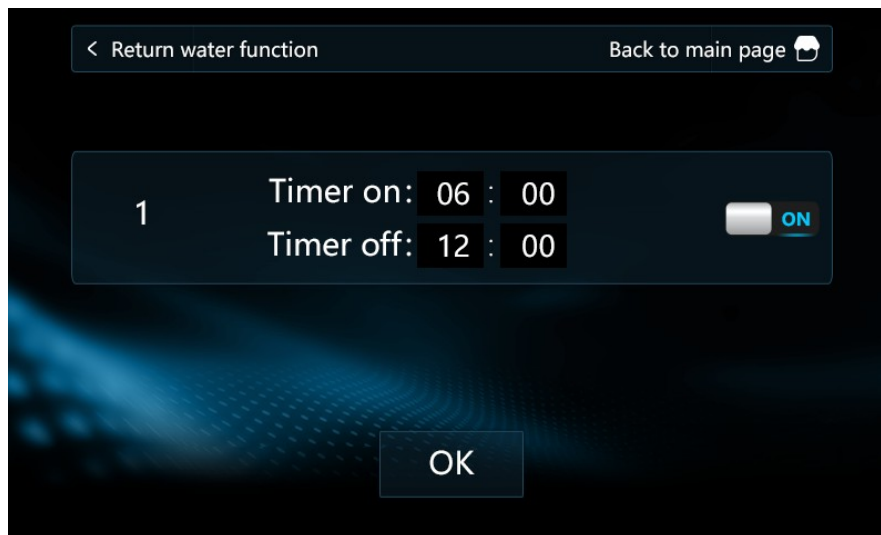 < Return water function Back to main page
1
Timer on: 06 : 00
Timer off: 12 : 00
ON
OK